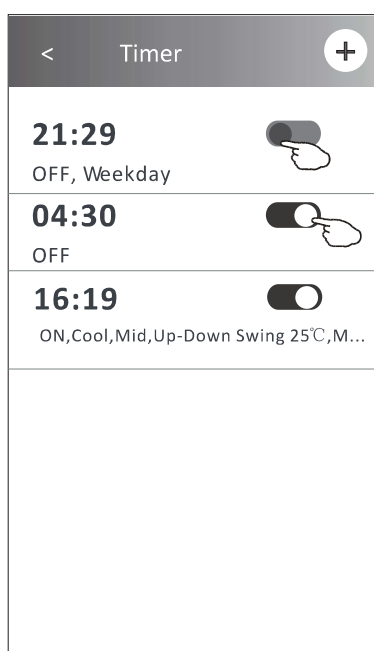 < Timer +
21:29
OFF, Weekday
04:30
OFF
16:19
ON,Cool,Mid,Up-Down Swing 25℃,M...